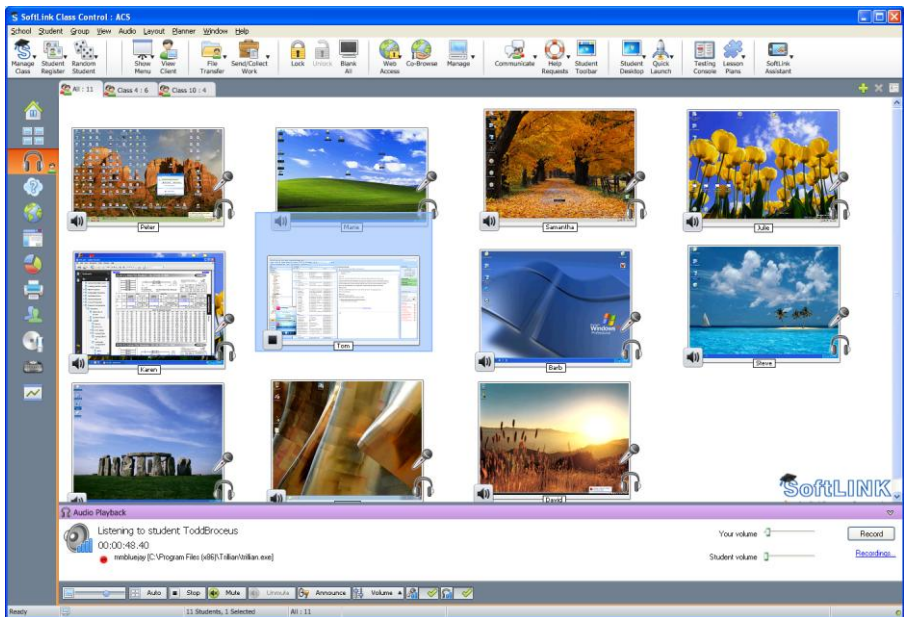 SoftLink Class Control : ACS
School Student Group View Audio Layout Planner Window Help
Manage Class
Student Register
Random Student
Show Menu
View Client
File Transfer
Send/Collect Work
Lock
Unlock
Blank All
Web Access
Co-Browse
Manage
Communicate
Help Requests
Student Toolbar
Student Desktop
Quick Launch
Testing Console
Lesson Plans
SoftLink Assistant
All : 11
Class 4 : 6
Class 10 : 4
Peter
Marie
Samantha
Julie
Karen
Tom
Windows
Barb
Steve
David
SoftLINK
Audio Playback
Listening to student ToddBroceus
00:00:48.40
mmbluejay [C:\Program Files (x86)\Trillian\trillian.exe]
Your volume
Record
Student volume
Recordings...
Auto Stop Mute Unmute Announce Volume
Ready
11 Students, 1 Selected
All : 11